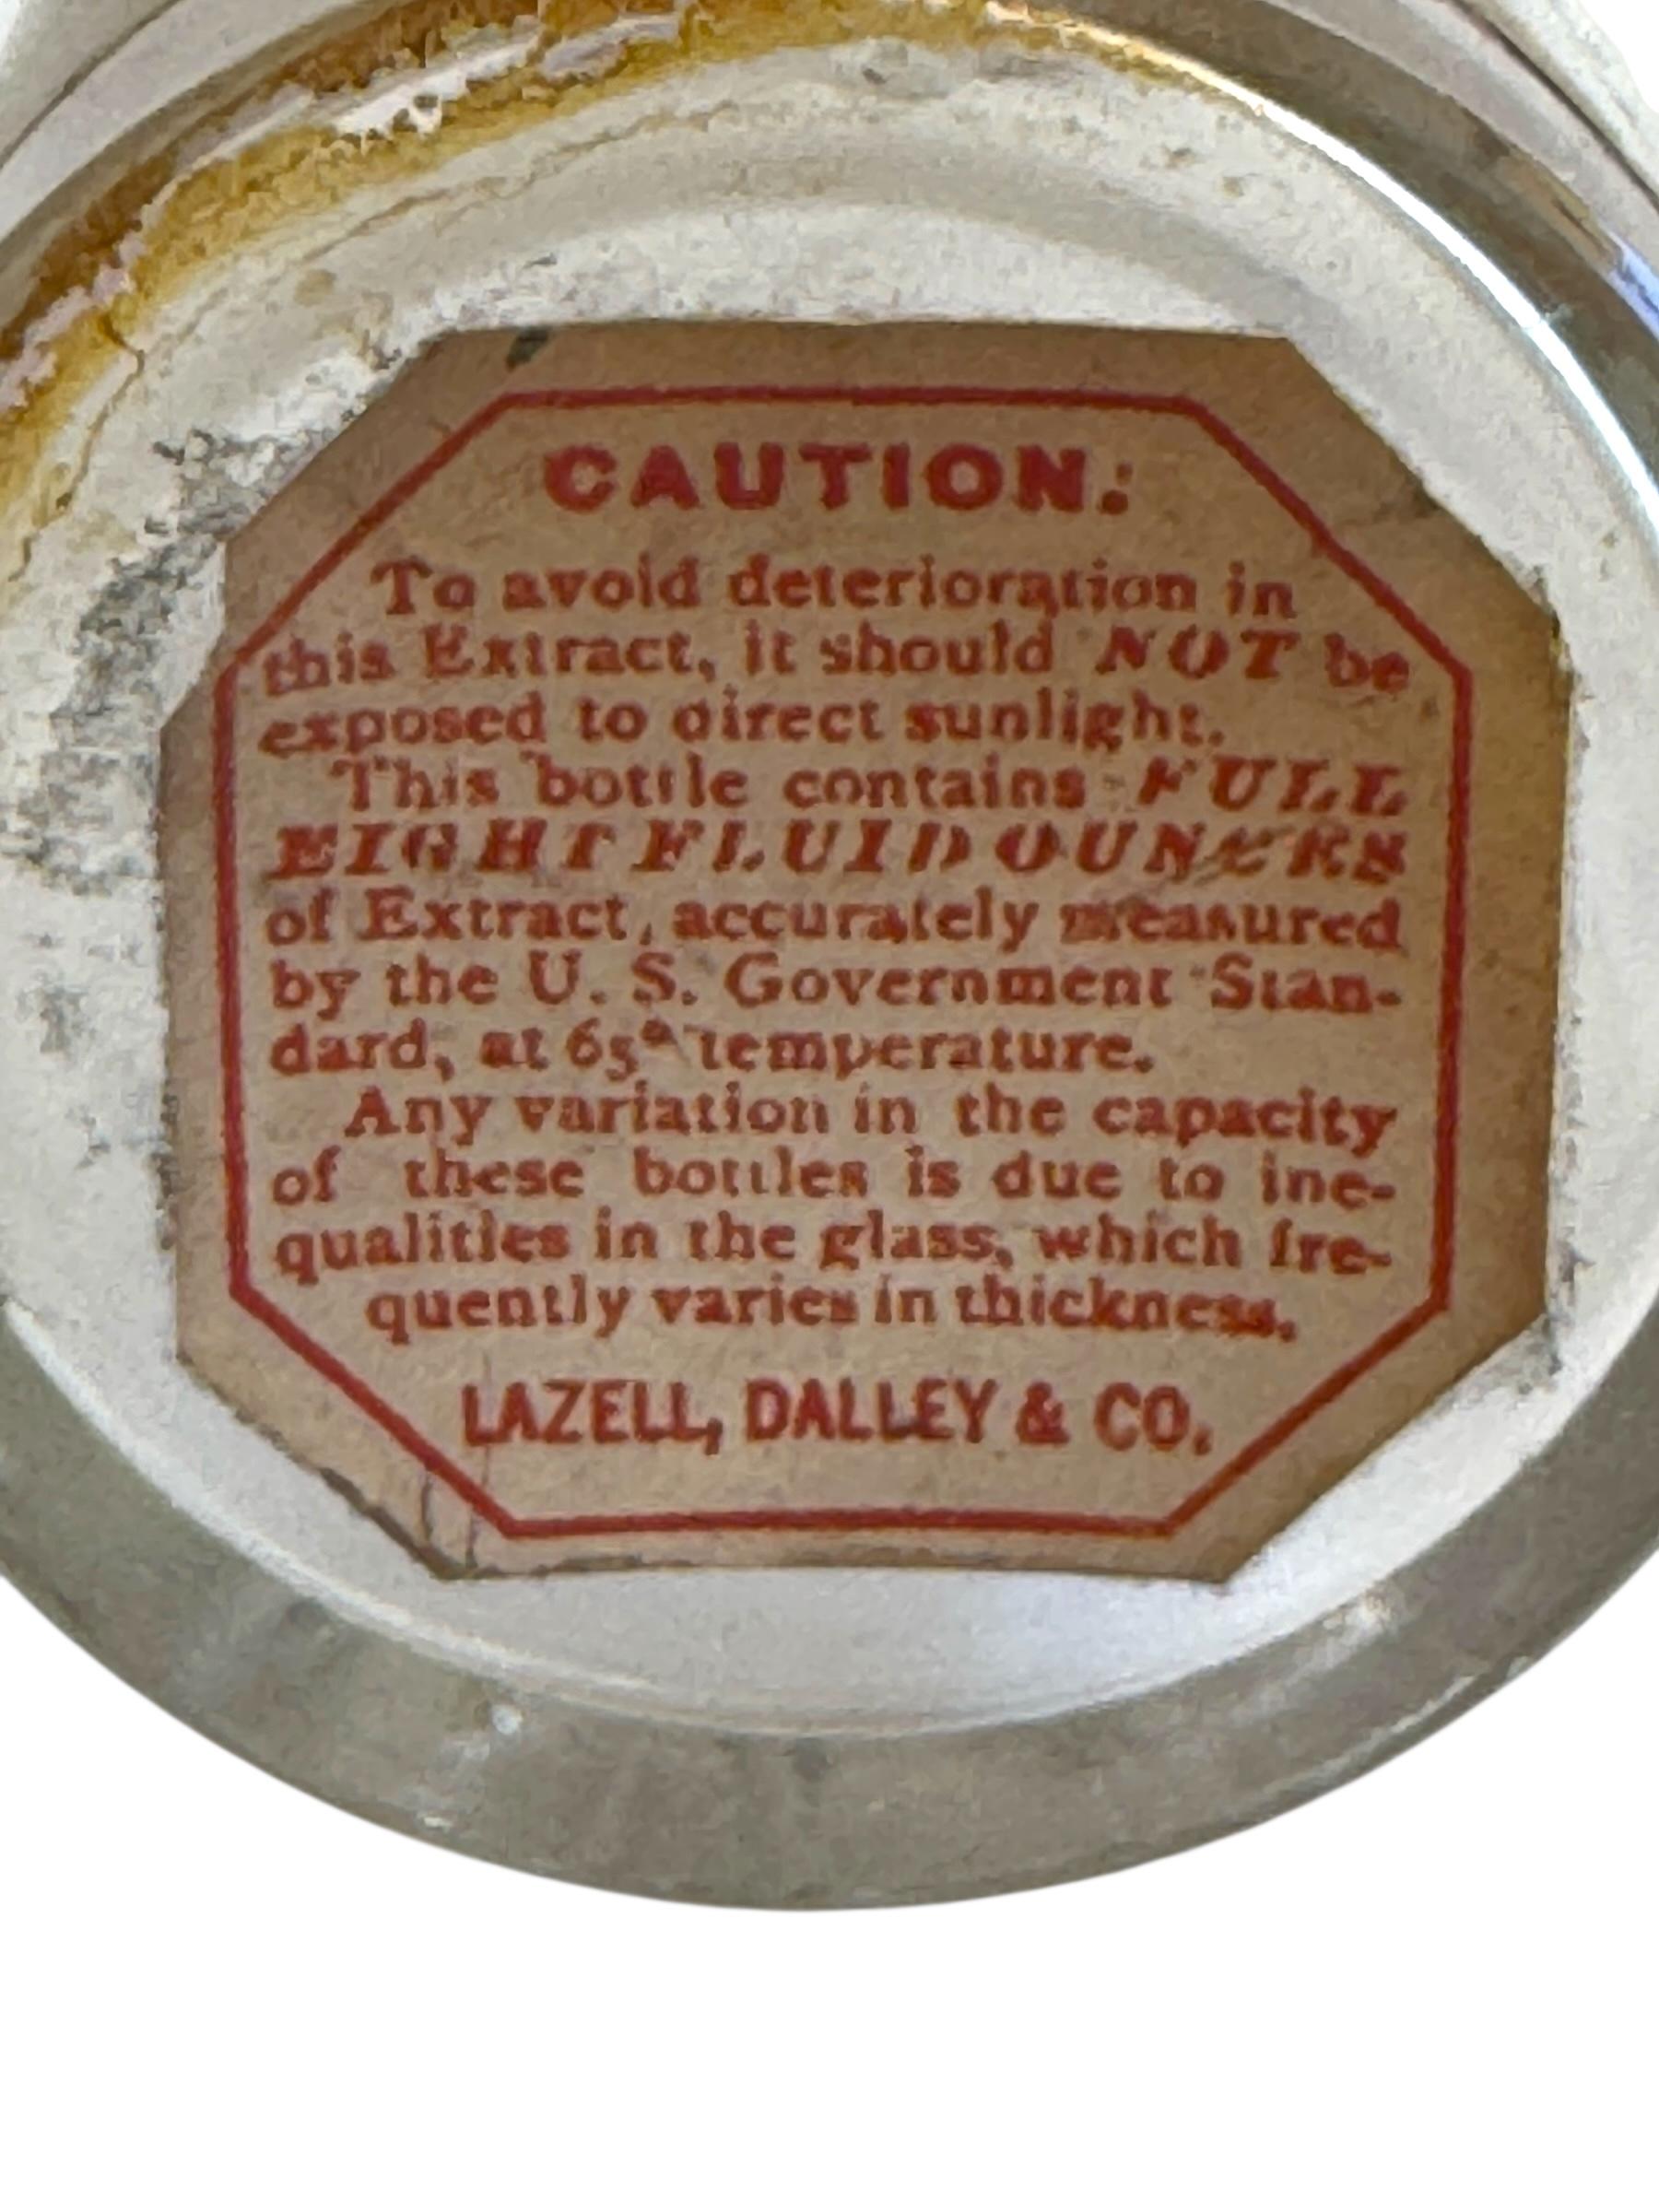 CAUTION:
To avoid deterioration in
this Extract, it should NOT be
exposed to direct sunlight.
This bottle contains FULL
EIGHT FLUID OUNCES
of Extract, accurately measured
by the U. S. Government Stan-
dard, at 65° temperature.
Any variation in the capacity
of these bottles is due to ine-
qualities in the glass, which fre-
quently varies in thickness.
LAZELL, DALLEY & CO.